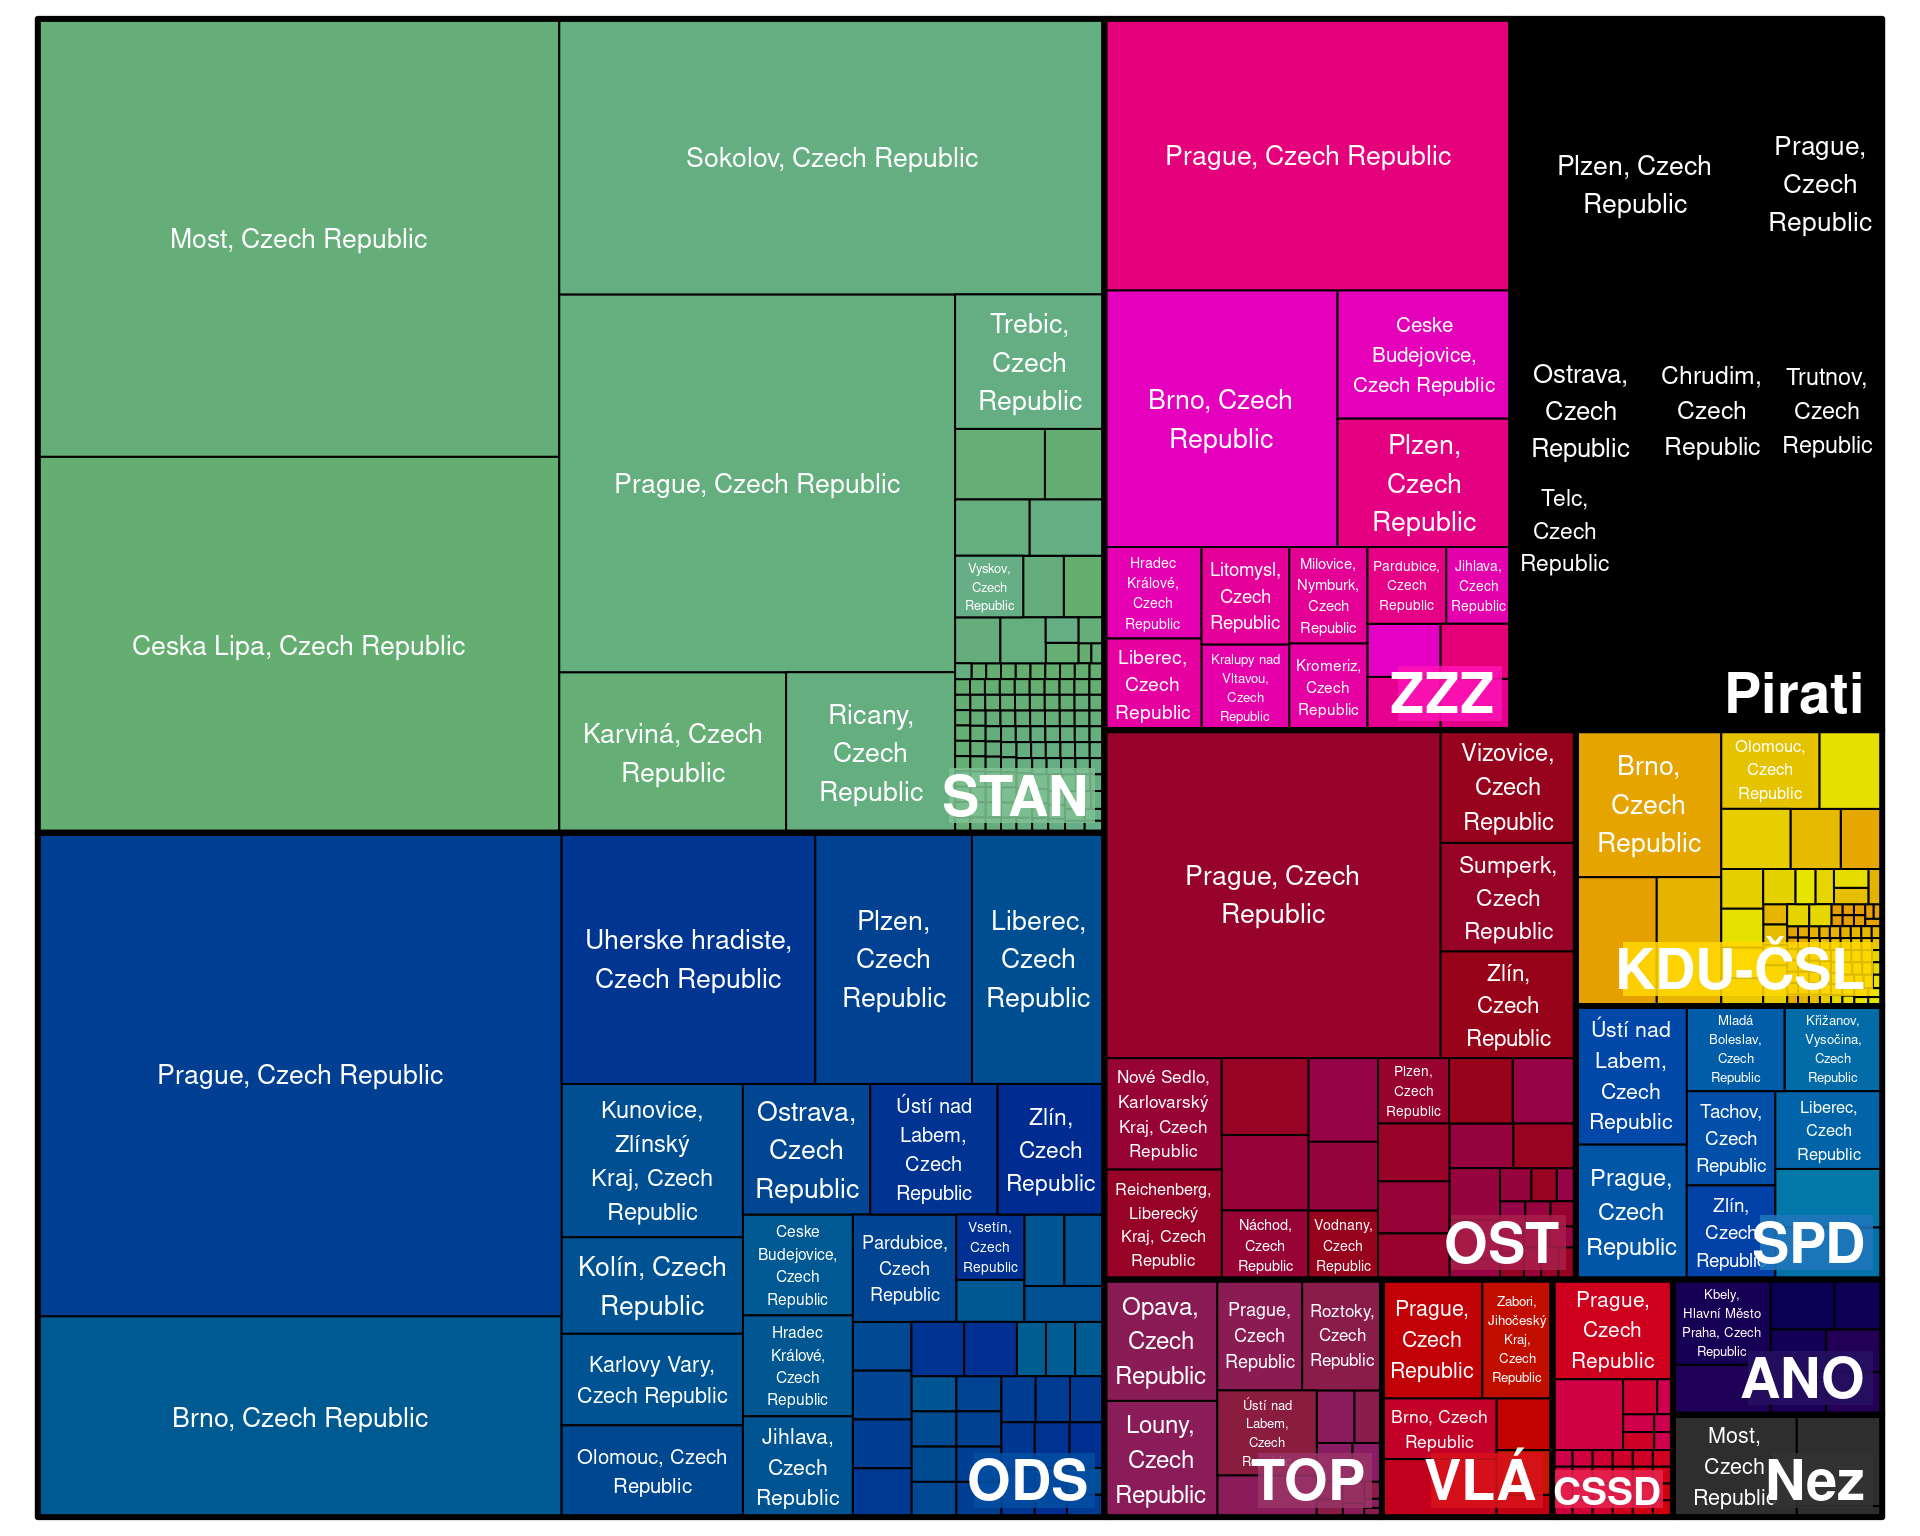 Most, Czech Republic
Ceska Lipa, Czech Republic
Sokolov, Czech Republic
Prague, Czech Republic
Trebic,
Czech
Republic
Vyskov,
Czech
Republic
Karviná, Czech
Republic
Ricany,
Czech
Republic
STAN
Prague, Czech Republic
Brno, Czech Republic
Uherske hradiste,
Czech Republic
Plzen,
Czech
Republic
Liberec,
Czech
Republic
Kunovice,
Zlínský
Kraj, Czech
Republic
Ostrava,
Czech
Republic
Ústí nad
Labem,
Czech
Republic
Zlín,
Czech
Republic
Kolín, Czech
Republic
Ceske
Budejovice,
Czech
Republic
Pardubice,
Czech
Republic
Vsetín,
Czech
Republic
Karlovy Vary,
Czech Republic
Hradec
Králové,
Czech
Republic
Olomouc, Czech
Republic
Jihlava,
Czech
Republic
ODS
Prague, Czech Republic
Brno, Czech
Republic
Ceske
Budejovice,
Czech Republic
Plzen,
Czech
Republic
Hradec
Králové,
Czech
Republic
Litomysl,
Czech
Republic
Milovice,
Nymburk,
Czech
Republic
Pardubice,
Czech
Republic
Jihlava,
Czech
Republic
Liberec,
Czech
Republic
Kralupy nad
Vltavou,
Czech
Republic
Kromeriz,
Czech
Republic
ZZZ
Plzen, Czech
Republic
Prague,
Czech
Republic
Ostrava,
Czech
Republic
Chrudim,
Czech
Republic
Trutnov,
Czech
Republic
Telc,
Czech
Republic
Pirati
Prague, Czech
Republic
Vizovice,
Czech
Republic
Sumperk,
Czech
Republic
Zlín,
Czech
Republic
Nové Sedlo,
Karlovarský
Kraj, Czech
Republic
Plzen,
Czech
Republic
Reichenberg,
Liberecký
Kraj, Czech
Republic
Náchod,
Czech
Republic
Vodnany,
Czech
Republic
OST
Brno,
Czech
Republic
Olomouc,
Czech
Republic
KDU-ČSL
Ústí nad
Labem,
Czech
Republic
Mladá
Boleslav,
Czech
Republic
Křižanov,
Vysočina,
Czech
Republic
Tachov,
Czech
Republic
Liberec,
Czech
Republic
Prague,
Czech
Republic
Zlín,
Czech
Republic
SPD
Opava,
Czech
Republic
Prague,
Czech
Republic
Roztoky,
Czech
Republic
Louny,
Czech
Republic
Ústí nad
Labem,
Czech
TOP
Prague,
Czech
Republic
Zabori,
Jihočeský
Kraj,
Czech
Republic
Brno, Czech
Republic
VLÁ
Prague,
Czech
Republic
CSSD
Kbely,
Hlavní Město
Praha, Czech
Republic
ANO
Most,
Czech
Republic
Nez